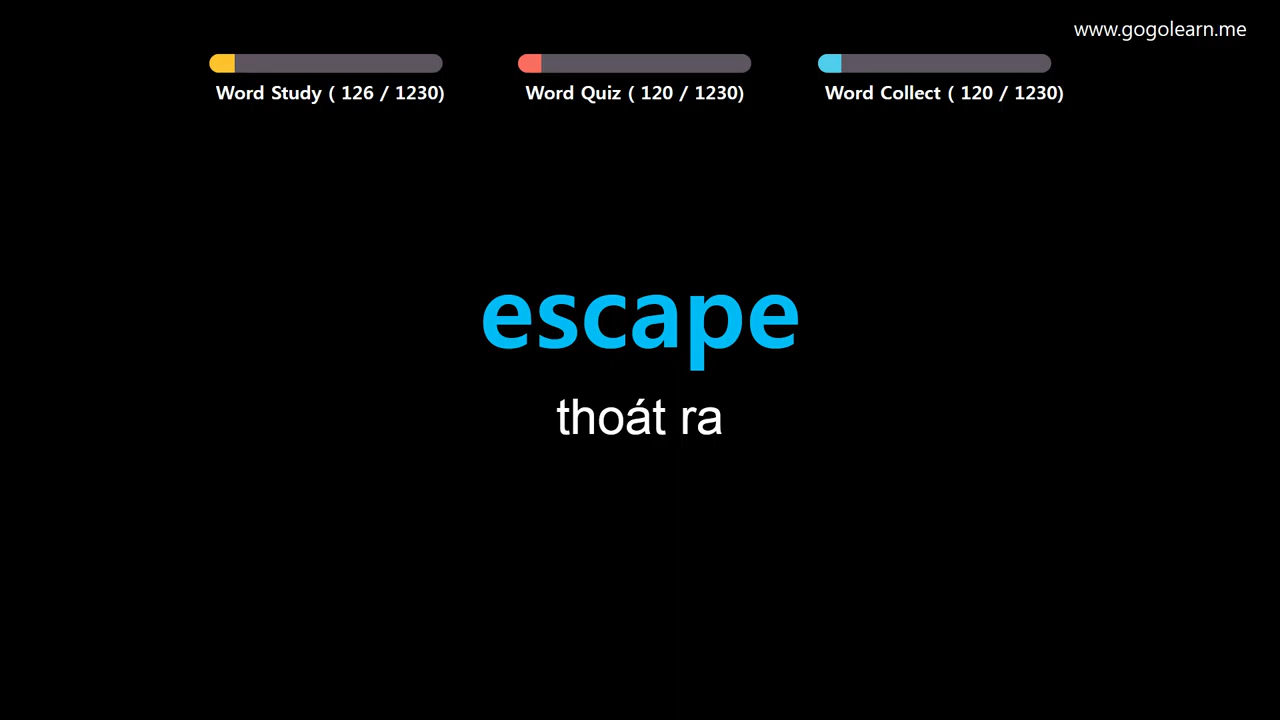 www.gogolearn.me
Word Study ( 126 / 1230)
Word Quiz ( 120 / 1230)
Word Collect ( 120 / 1230)
escape
thoát ra